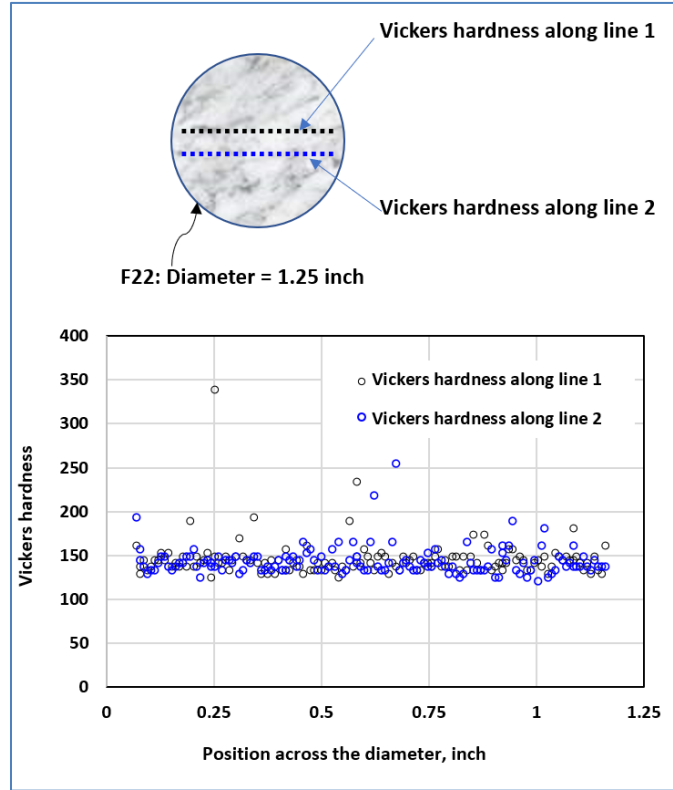 Vickers hardness along line 1
Vickers hardness along line 2
F22: Diameter = 1.25 inch
400
350
300
250
200
150
100
50
0
Vickers hardness
Vickers hardness along line 1
Vickers hardness along line 2
0
0.25
0.5
0.75
1
1.25
Position across the diameter, inch